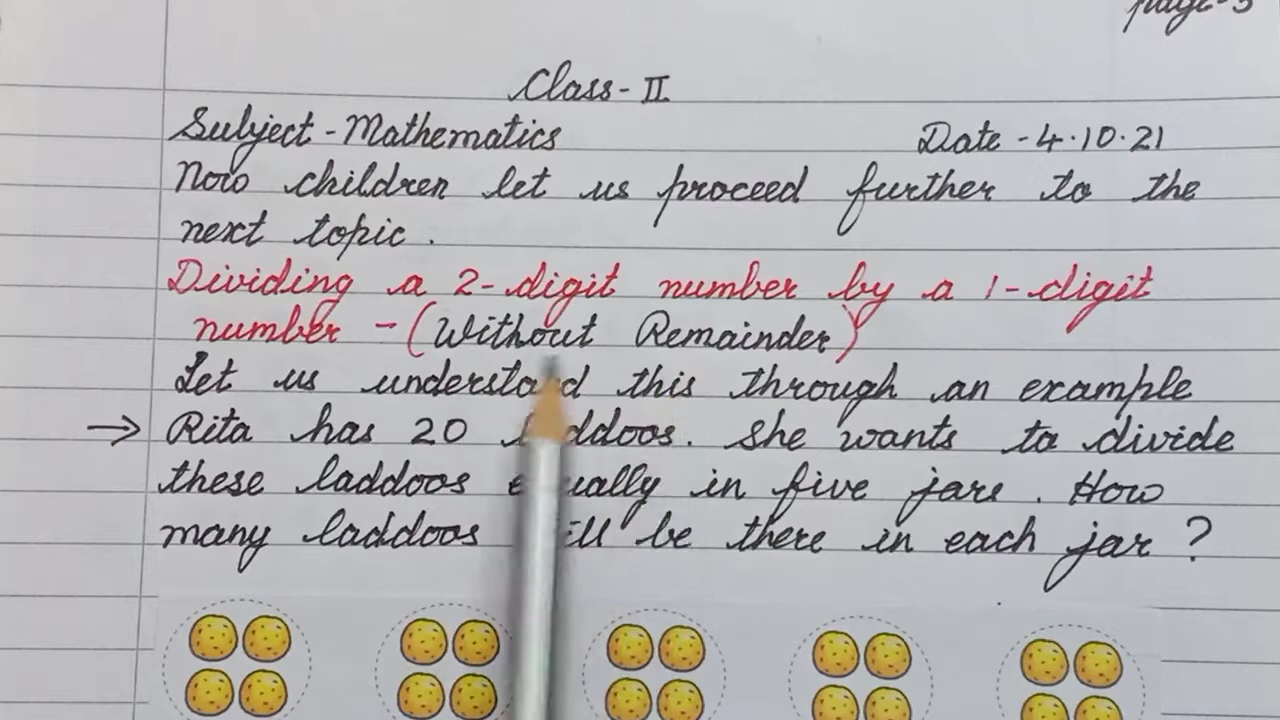 page-3
Class-II
Subject-Mathematics Date-4.10.21
Now children let us proceed further to the
next topic.
Dividing a 2-digit number by a 1-digit
number -(Without Remainder)
Let us understand this through an example
→ Rita has 20 laddoos. She wants to divide
these laddoos equally in five jars. How
many laddoos will be there in each jar?